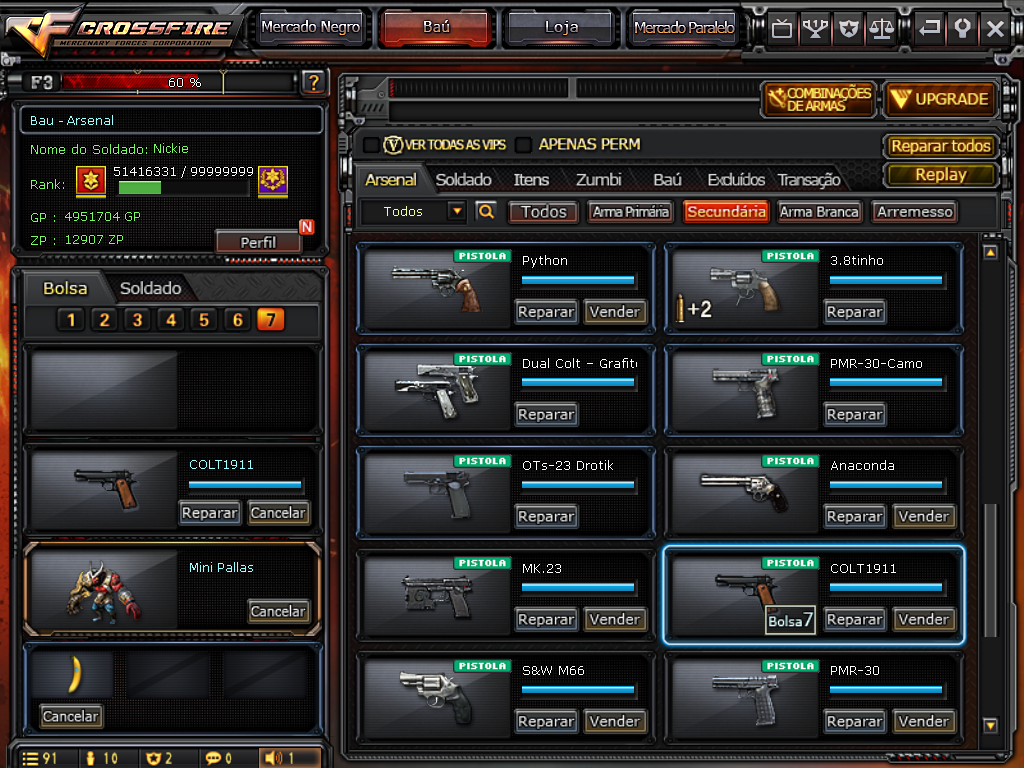 CROSSFIRE
MERCENARY FORCES CORPORATION
Mercado Negro
Baú
Loja
Mercado Paralelo
F3
60 %
?
Bau - Arsenal
Nome do Soldado: Nickie
Rank:
51416331 / 99999999
GP : 4951704 GP
ZP : 12907 ZP
N
Perfil
Bolsa
Soldado
1 2 3 4 5 6 7
COLT1911
Reparar
Cancelar
Mini Pallas
Cancelar
Cancelar
91
10
2
0
1
COMBINAÇÕES
DE ARMAS
UPGRADE
VER TODAS AS VIPS
APENAS PERM
Reparar todos
Replay
Arsenal
Soldado
Itens
Zumbi
Baú
Excluídos
Transação
Todos
Todos
Arma Primária
Secundária
Arma Branca
Arremesso
PISTOLA
Python
Reparar
Vender
PISTOLA
3.8tinho
+2
Reparar
PISTOLA
Dual Colt - Grafite
Reparar
PISTOLA
PMR-30-Camo
Reparar
PISTOLA
OTs-23 Drotik
Reparar
PISTOLA
Anaconda
Reparar
Vender
PISTOLA
MK.23
Reparar
Vender
PISTOLA
COLT1911
Bolsa7
Reparar
Vender
PISTOLA
S&W M66
Reparar
Vender
PISTOLA
PMR-30
Reparar
Vender